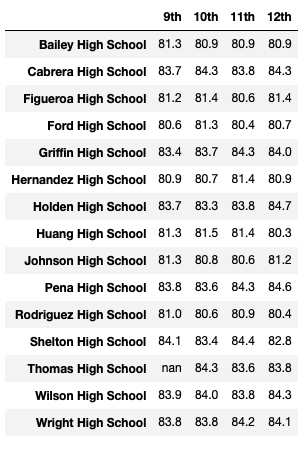 9th 10th 11th 12th
Bailey High School 81.3 80.9 80.9 80.9
Cabrera High School 83.7 84.3 83.8 84.3
Figueroa High School 81.2 81.4 80.6 81.4
Ford High School 80.6 81.3 80.4 80.7
Griffin High School 83.4 83.7 84.3 84.0
Hernandez High School 80.9 80.7 81.4 80.9
Holden High School 83.7 83.3 83.8 84.7
Huang High School 81.3 81.5 81.4 80.3
Johnson High School 81.3 80.8 80.6 81.2
Pena High School 83.8 83.6 84.3 84.6
Rodriguez High School 81.0 80.6 80.9 80.4
Shelton High School 84.1 83.4 84.4 82.8
Thomas High School nan 84.3 83.6 83.8
Wilson High School 83.9 84.0 83.8 84.3
Wright High School 83.8 83.8 84.2 84.1